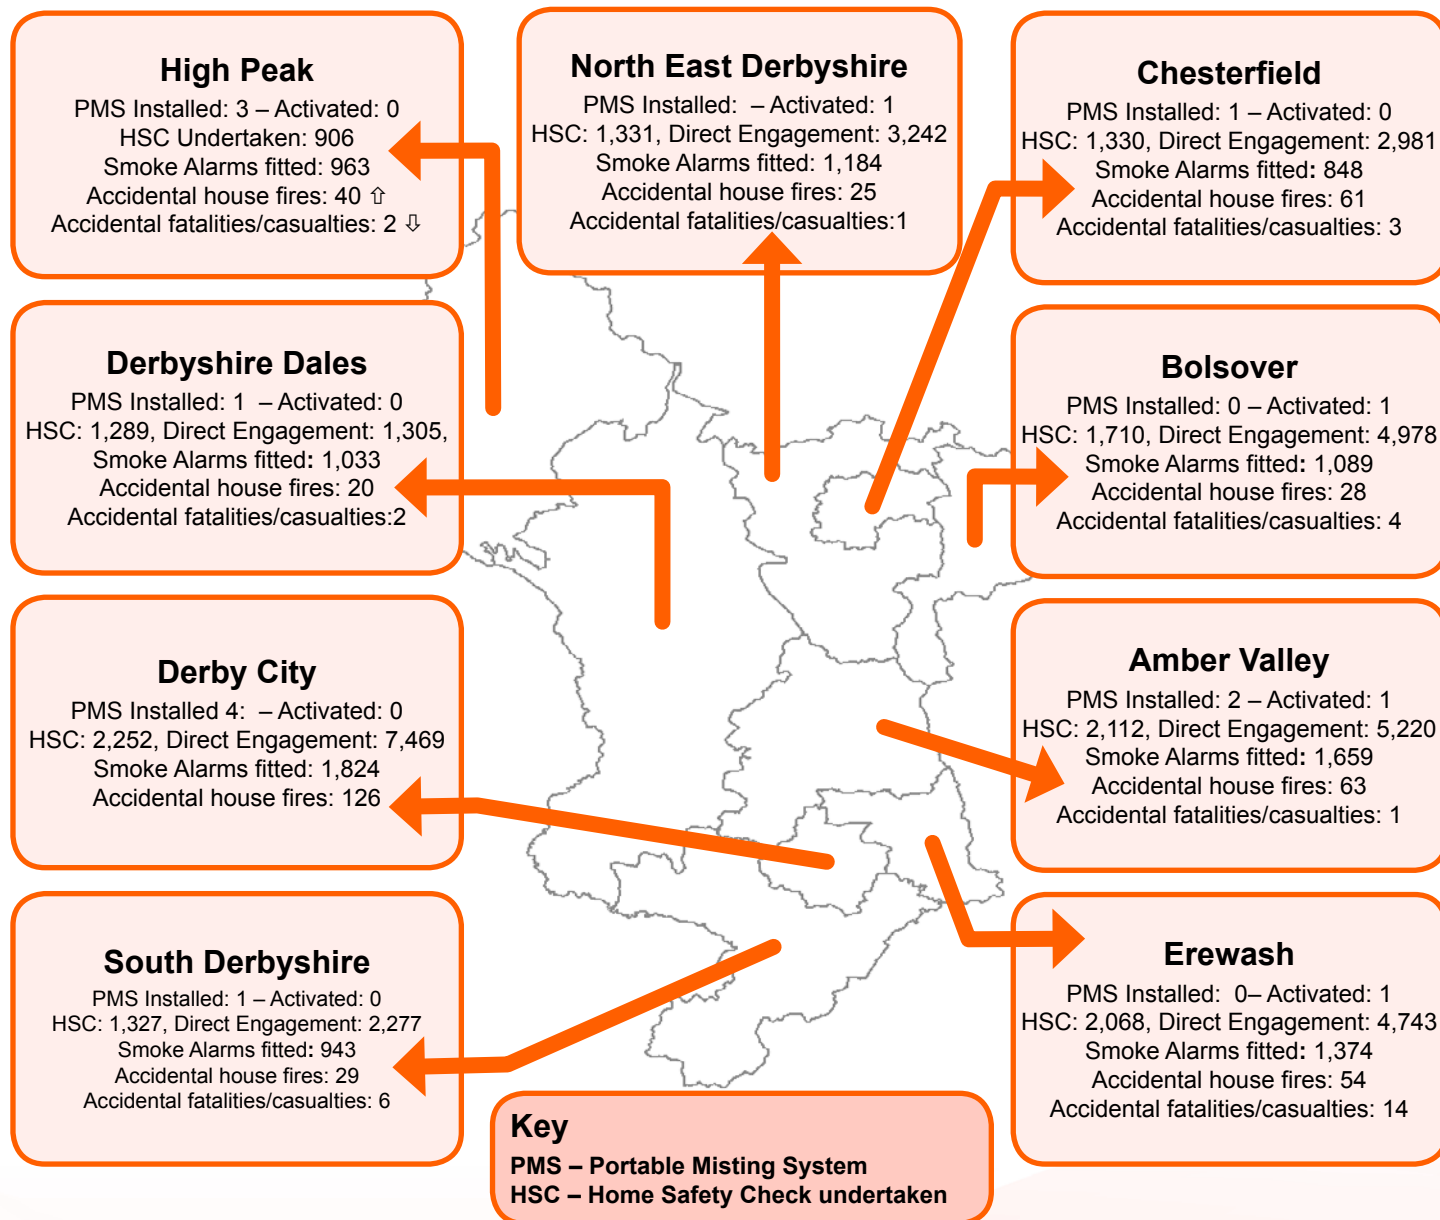 High Peak
PMS Installed: 3 – Activated: 0
HSC Undertaken: 906
Smoke Alarms fitted: 963
Accidental house fires: 40 ⇧
Accidental fatalities/casualties: 2 ⇩
North East Derbyshire
PMS Installed:  – Activated: 1
HSC: 1,331, Direct Engagement: 3,242
Smoke Alarms fitted: 1,184
Accidental house fires: 25
Accidental fatalities/casualties:1
Chesterfield
PMS Installed: 1 – Activated: 0
HSC: 1,330, Direct Engagement: 2,981
Smoke Alarms fitted: 848
Accidental house fires: 61
Accidental fatalities/casualties: 3
Derbyshire Dales
PMS Installed: 1  – Activated: 0
HSC: 1,289, Direct Engagement: 1,305,
Smoke Alarms fitted: 1,033
Accidental house fires: 20
Accidental fatalities/casualties:2
Bolsover
PMS Installed: 0 – Activated: 1
HSC: 1,710, Direct Engagement: 4,978
Smoke Alarms fitted: 1,089
Accidental house fires: 28
Accidental fatalities/casualties: 4
Derby City
PMS Installed 4:  – Activated: 0
HSC: 2,252, Direct Engagement: 7,469
Smoke Alarms fitted: 1,824
Accidental house fires: 126
Amber Valley
PMS Installed: 2 – Activated: 1
HSC: 2,112, Direct Engagement: 5,220
Smoke Alarms fitted: 1,659
Accidental house fires: 63
Accidental fatalities/casualties: 1
South Derbyshire
PMS Installed: 1 – Activated: 0
HSC: 1,327, Direct Engagement: 2,277
Smoke Alarms fitted: 943
Accidental house fires: 29
Accidental fatalities/casualties: 6
Erewash
PMS Installed:  0– Activated: 1
HSC: 2,068, Direct Engagement: 4,743
Smoke Alarms fitted: 1,374
Accidental house fires: 54
Accidental fatalities/casualties: 14
Key
PMS – Portable Misting System
HSC – Home Safety Check undertaken